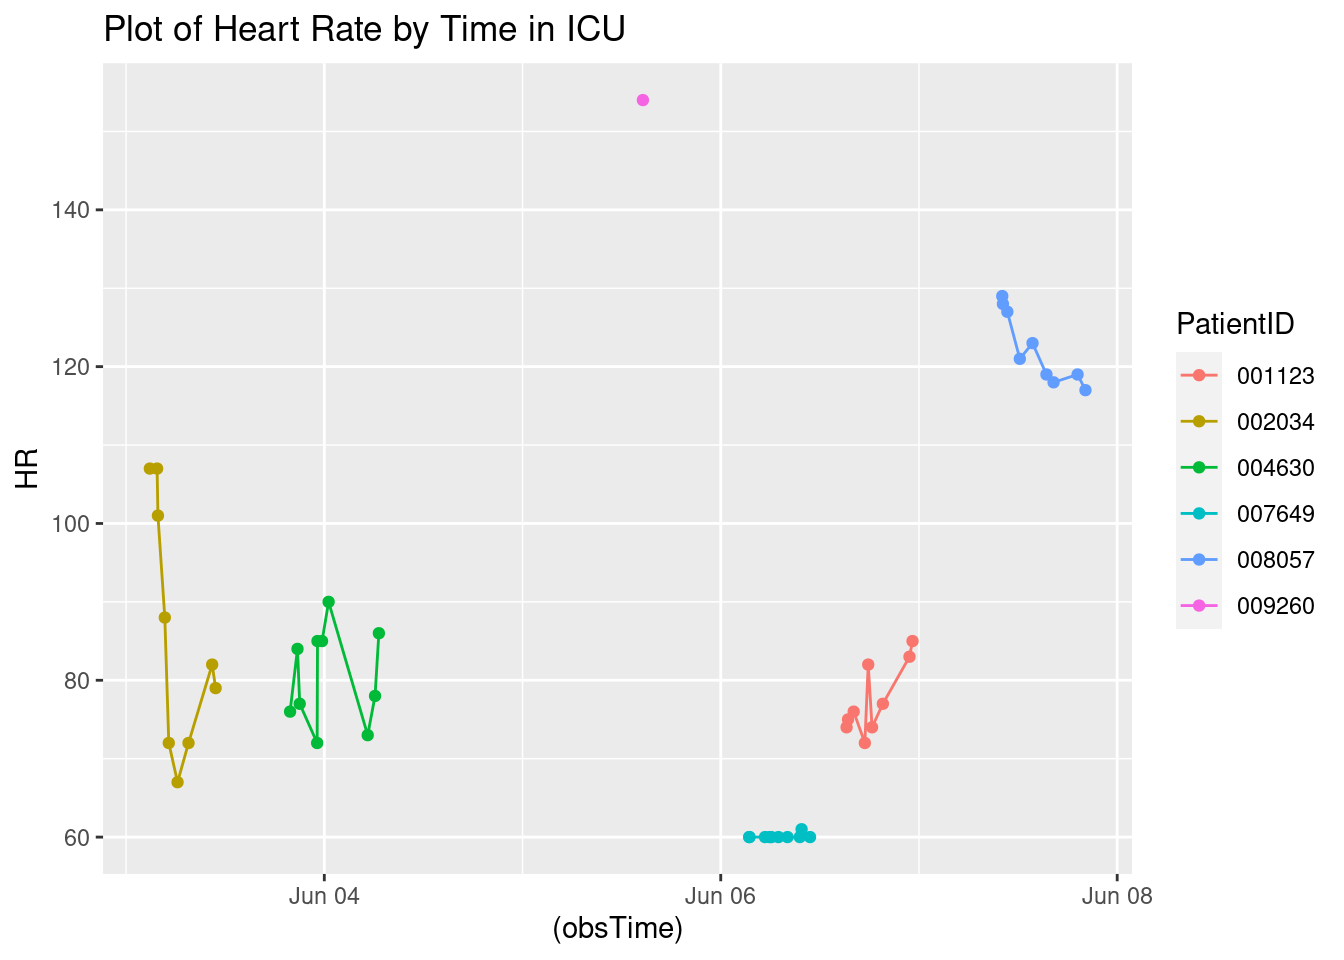 Plot of Heart Rate by Time in ICU
HR
140
120
100
80
60
Jun 04
Jun 06
Jun 08
(obsTime)
PatientID
001123
002034
004630
007649
008057
009260